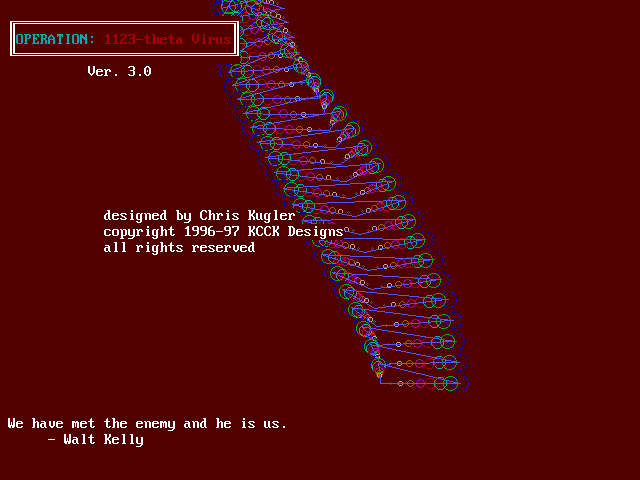 OPERATION: 1123-theta Virus
Ver. 3.0
designed by Chris Kugler
copyright 1996-97 KCCK Designs
all rights reserved
We have met the enemy and he is us.
- Walt Kelly